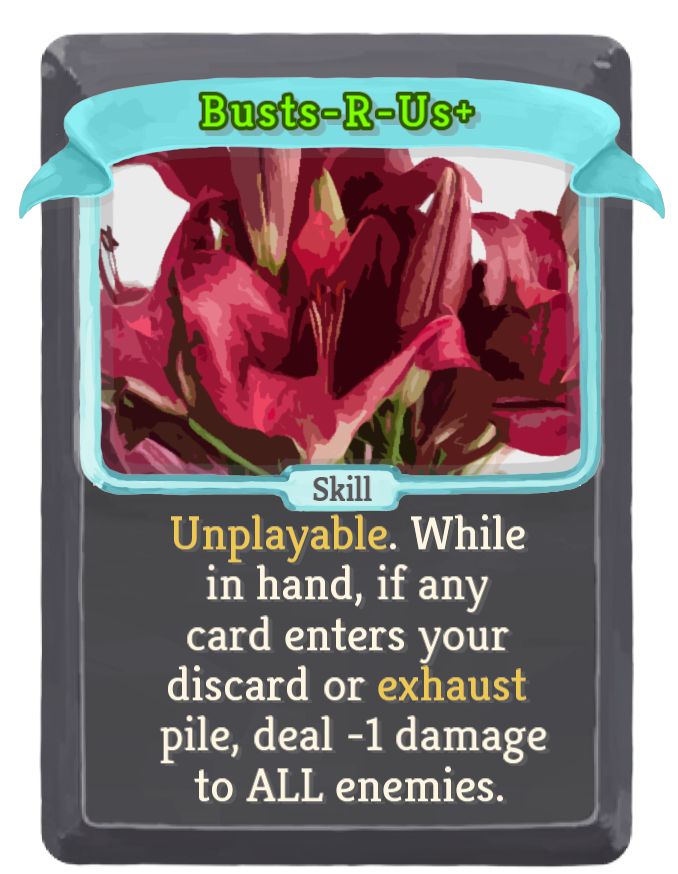 Busts-R-Us+
Skill
Unplayable. While
in hand, if any
card enters your
discard or exhaust
pile, deal -1 damage
to ALL enemies.